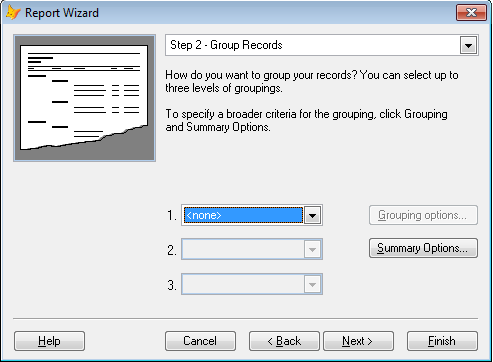 Report Wizard
Step 2 - Group Records
How do you want to group your records? You can select up to
three levels of groupings.
To specify a broader criteria for the grouping, click Grouping
and Summary Options.
1. <none> Grouping options...
2. Summary Options...
3.
Help Cancel < Back Next > Finish